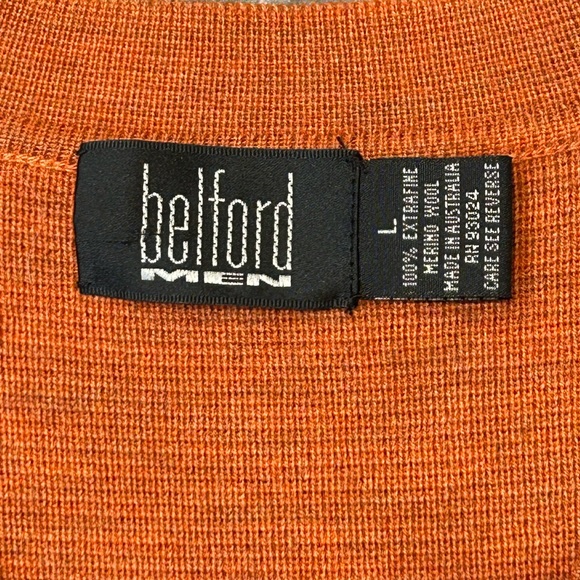 belford
MEN
L
100% EXTRAFINE
MERINO WOOL
MADE IN AUSTRALIA
RN 93024
CARE SEE REVERSE